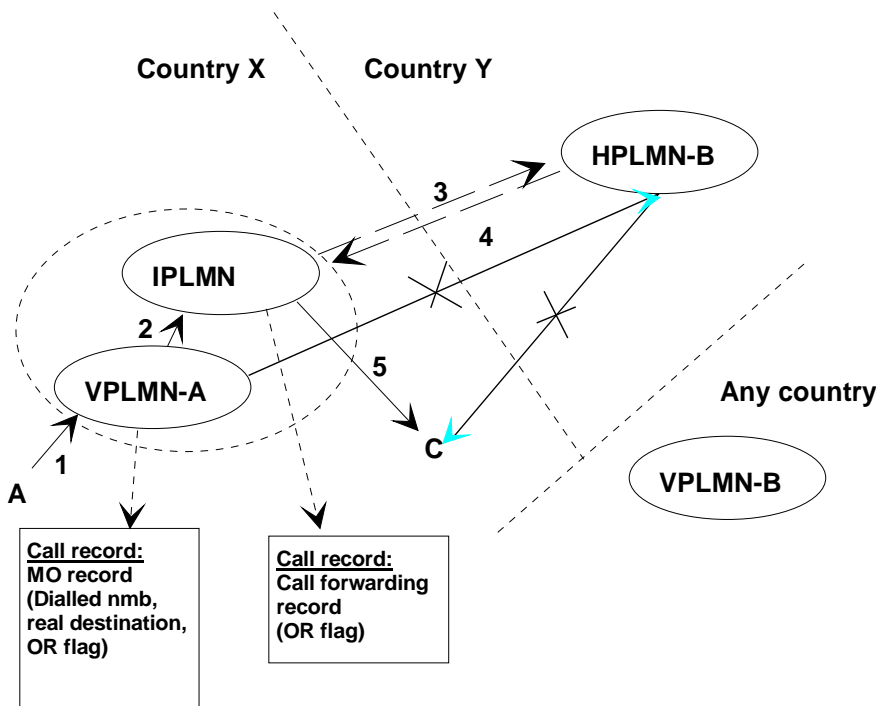 Country X
Country Y
HPLMN-B
3
4
IPLMN
2
5
VPLMN-A
Any country
1
C
A
VPLMN-B
Call record:
MO record
(Dialled nmb,
real destination,
OR flag)
Call record:
Call forwarding
record
(OR flag)